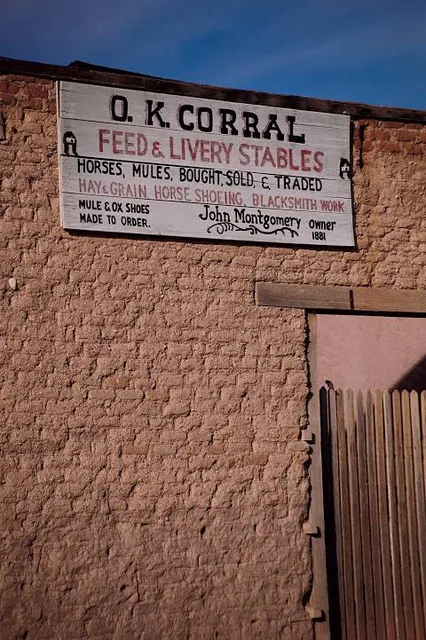 O. K. CORRAL
FEED & LIVERY STABLES
HORSES, MULES, BOUGHT, SOLD, & TRADED
HAY & GRAIN HORSE SHOEING, BLACKSMITH WORK
MULE & OX SHOES
MADE TO ORDER.
John Montgomery OWNER
1881